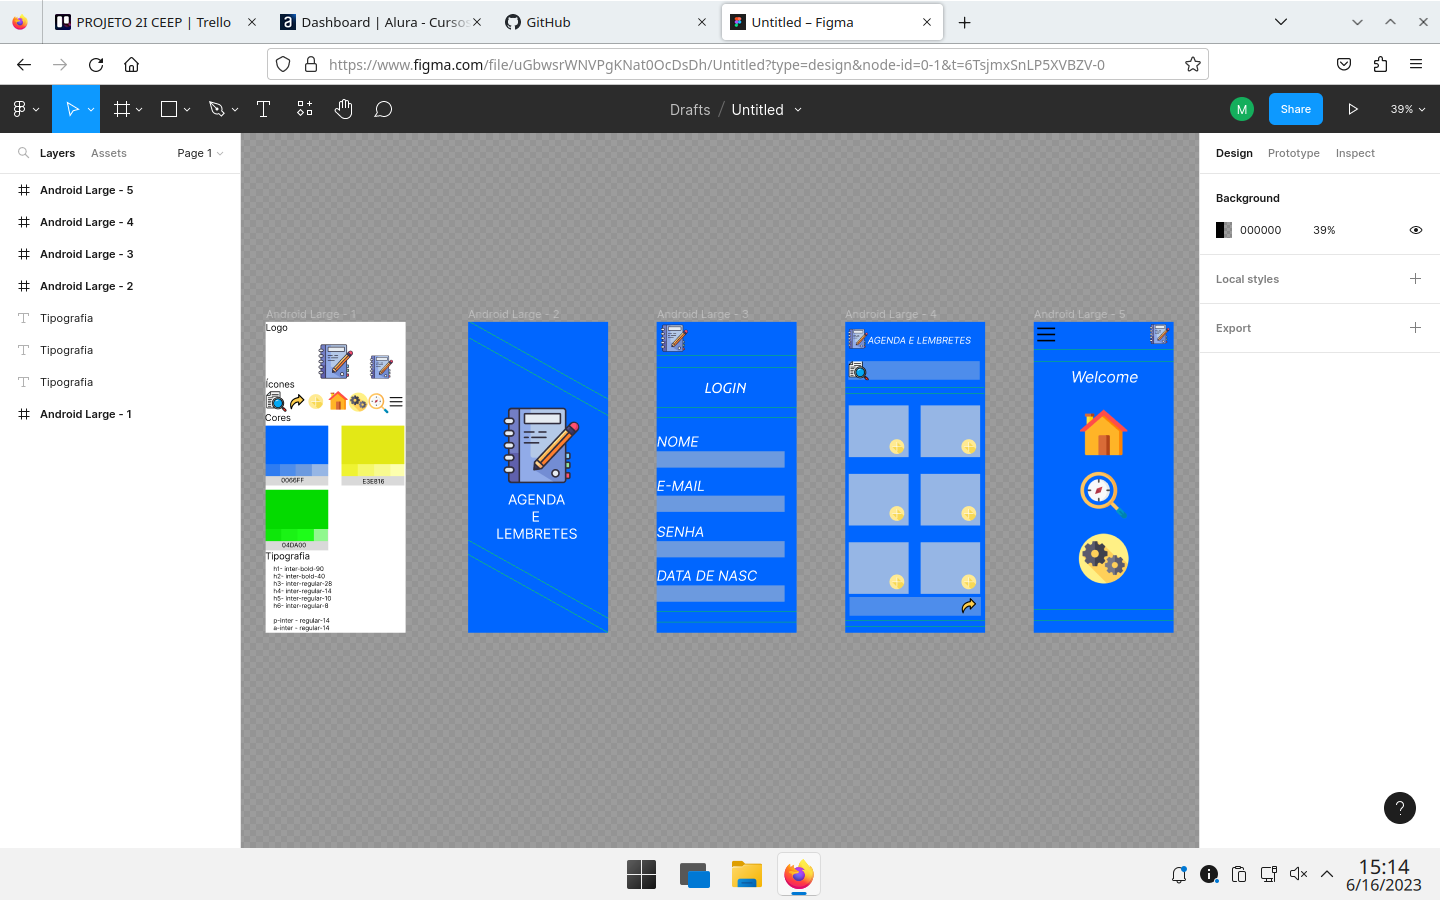 PROJETO 2I CEEP | Trello
Dashboard | Alura - Cursos
GitHub
Untitled – Figma
https://www.figma.com/file/uGbwsrWNVPgKNat0OcDsDh/Untitled?type=design&node-id=0-1&t=6TsjmxSnLP5XVBZV-0
Drafts / Untitled
M
Share
39%
Layers
Assets
Page 1
Design
Prototype
Inspect
Android Large - 5
Android Large - 4
Android Large - 3
Android Large - 2
Tipografia
Tipografia
Tipografia
Android Large - 1
Background
000000
39%
Local styles
Export
Android Large - 1
Logo
Ícones
Cores
0066FF
E3E816
04DA00
Tipografia
h1- inter-bold-90
h2- inter-bold-40
h3- inter-regular-28
h4- inter-regular-14
h5- inter-regular-10
h6- inter-regular-8
p-inter - regular-14
a-inter - regular-14
Android Large - 2
AGENDA
E
LEMBRETES
Android Large - 3
LOGIN
NOME
E-MAIL
SENHA
DATA DE NASC
Android Large - 4
AGENDA E LEMBRETES
Android Large - 5
Welcome
?
15:14
6/16/2023